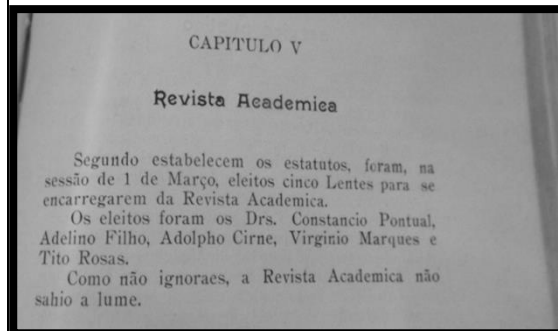 CAPITULO V
Revista Academica
Segundo estabelecem os estatutos, foram, na
sessão de 1 de Março, eleitos cinco Lentes para se
encarregarem da Revista Academica.
Os eleitos foram os Drs. Constancio Pontual,
Adelino Filho, Adolpho Cirne, Virginio Marques e
Tito Rosas.
Como não ignoraes, a Revista Academica não
sahio a lume.